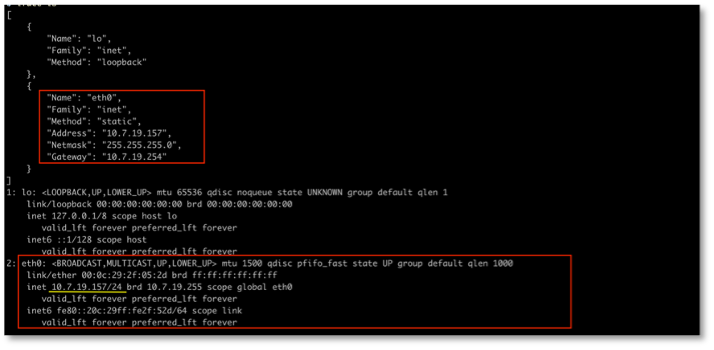 [
{
"Name": "lo",
"Family": "inet",
"Method": "loopback"
},
{
"Name": "eth0",
"Family": "inet",
"Method": "static",
"Address": "10.7.19.157",
"Netmask": "255.255.255.0",
"Gateway": "10.7.19.254"
}
]
1: lo: <LOOPBACK,UP,LOWER_UP> mtu 65536 qdisc noqueue state UNKNOWN group default qlen 1
link/loopback 00:00:00:00:00:00 brd 00:00:00:00:00:00
inet 127.0.0.1/8 scope host lo
valid_lft forever preferred_lft forever
inet6 ::1/128 scope host
valid_lft forever preferred_lft forever
2: eth0: <BROADCAST,MULTICAST,UP,LOWER_UP> mtu 1500 qdisc pfifo_fast state UP group default qlen 1000
link/ether 00:0c:29:2f:05:2d brd ff:ff:ff:ff:ff:ff
inet 10.7.19.157/24 brd 10.7.19.255 scope global eth0
valid_lft forever preferred_lft forever
inet6 fe80::20c:29ff:fe2f:52d/64 scope link
valid_lft forever preferred_lft forever